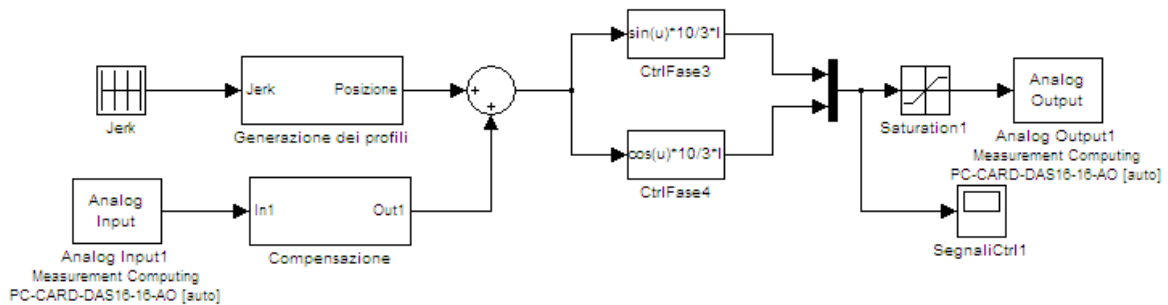 Jerk
Jerk
Posizione
Generazione dei profili
+
+
sin(u)*10/3*I
CtrlFase3
cos(u)*10/3*I
CtrlFase4
Saturation1
Analog
Output
Analog Output1
Measurement Computing
PC-CARD-DAS16-16-AO [auto]
SegnaliCtrl1
Analog
Input
Analog Input1
Measurement Computing
PC-CARD-DAS16-16-AO [auto]
In1
Out1
Compensazione